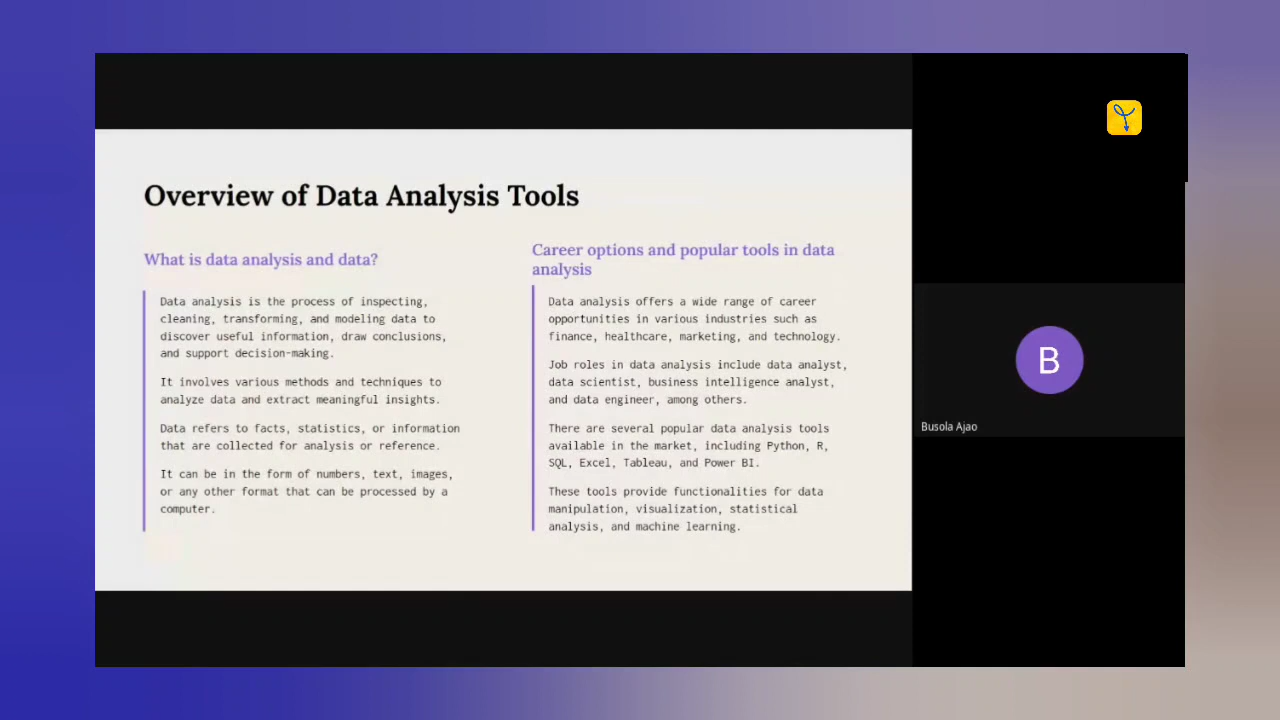 Overview of Data Analysis Tools
What is data analysis and data?
Data analysis is the process of inspecting,
cleaning, transforming, and modeling data to
discover useful information, draw conclusions,
and support decision-making.
It involves various methods and techniques to
analyze data and extract meaningful insights.
Data refers to facts, statistics, or information
that are collected for analysis or reference.
It can be in the form of numbers, text, images,
or any other format that can be processed by a
computer.
Career options and popular tools in data
analysis
Data analysis offers a wide range of career
opportunities in various industries such as
finance, healthcare, marketing, and technology.
Job roles in data analysis include data analyst,
data scientist, business intelligence analyst,
and data engineer, among others.
There are several popular data analysis tools
available in the market, including Python, R,
SQL, Excel, Tableau, and Power BI.
These tools provide functionalities for data
manipulation, visualization, statistical
analysis, and machine learning.
B
Busola Ajao